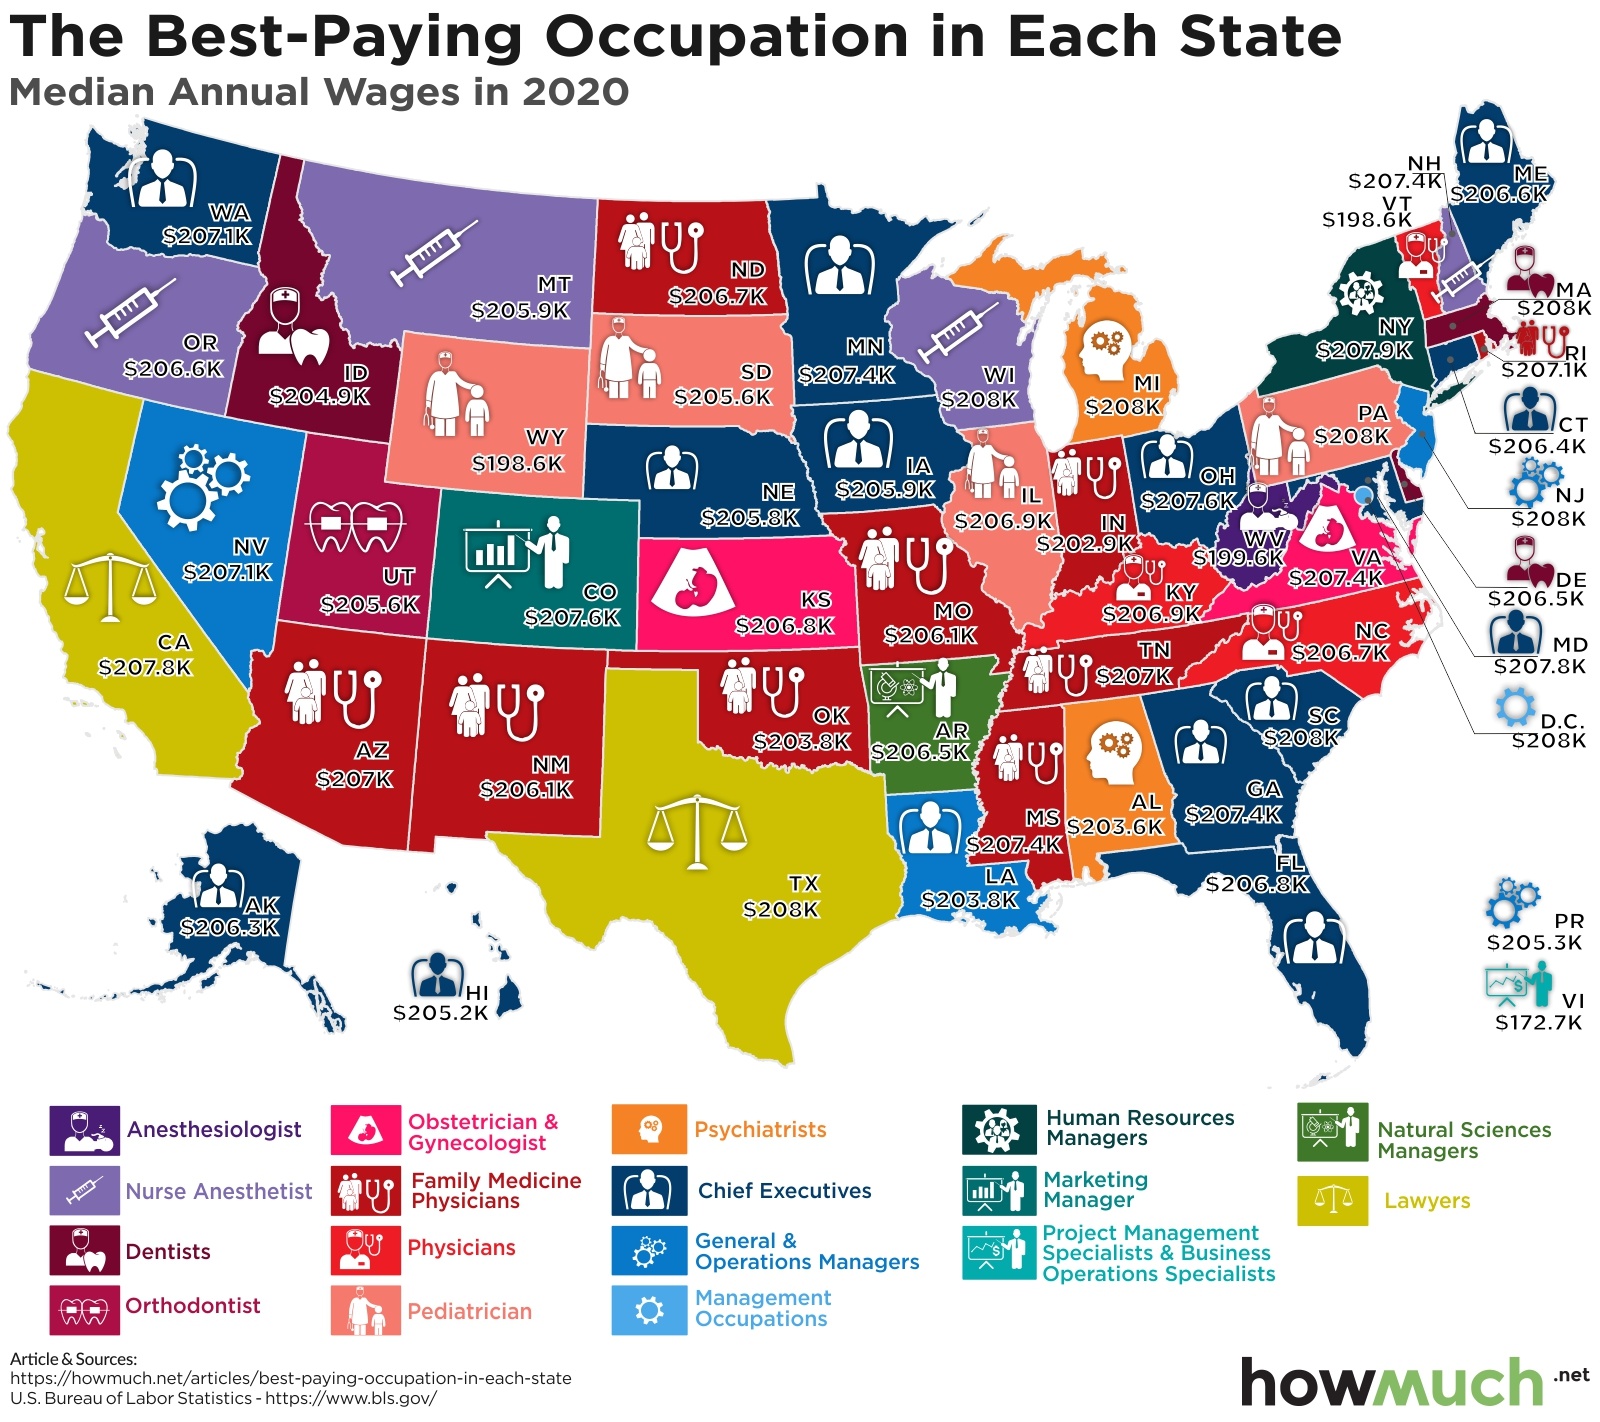 The Best-Paying Occupation in Each State
Median Annual Wages in 2020
NH
$207.4K
VT
$198.6K
ME
$206.6K
WA
$207.1K
MT
$205.9K
ND
$206.7K
MA
$208K
OR
$206.6K
ID
$204.9K
WY
$198.6K
SD
$205.6K
MN
$207.4K
WI
$208K
MI
$208K
NY
$207.9K
RI
$207.1K
PA
$208K
CT
$206.4K
NV
$207.1K
UT
$205.6K
CO
$207.6K
NE
$205.8K
IA
$205.9K
IL
$206.9K
IN
$202.9K
OH
$207.6K
NJ
$208K
WV
$199.6K
VA
$207.4K
DE
$206.5K
CA
$207.8K
KS
$206.8K
MO
$206.1K
KY
$206.9K
NC
$206.7K
MD
$207.8K
TN
$207K
AZ
$207K
NM
$206.1K
OK
$203.8K
AR
$206.5K
SC
$208K
D.C.
$208K
MS
$207.4K
AL
$203.6K
GA
$207.4K
TX
$208K
LA
$203.8K
FL
$206.8K
AK
$206.3K
HI
$205.2K
PR
$205.3K
VI
$172.7K
Anesthesiologist
Nurse Anesthetist
Dentists
Orthodontist
Obstetrician &
Gynecologist
Family Medicine
Physicians
Physicians
Pediatrician
Psychiatrists
Chief Executives
General &
Operations Managers
Management
Occupations
Human Resources
Managers
Marketing
Manager
Project Management
Specialists & Business
Operations Specialists
Natural Sciences
Managers
Lawyers
Article & Sources:
https://howmuch.net/articles/best-paying-occupation-in-each-state
U.S. Bureau of Labor Statistics - https://www.bls.gov/
howmuch.net